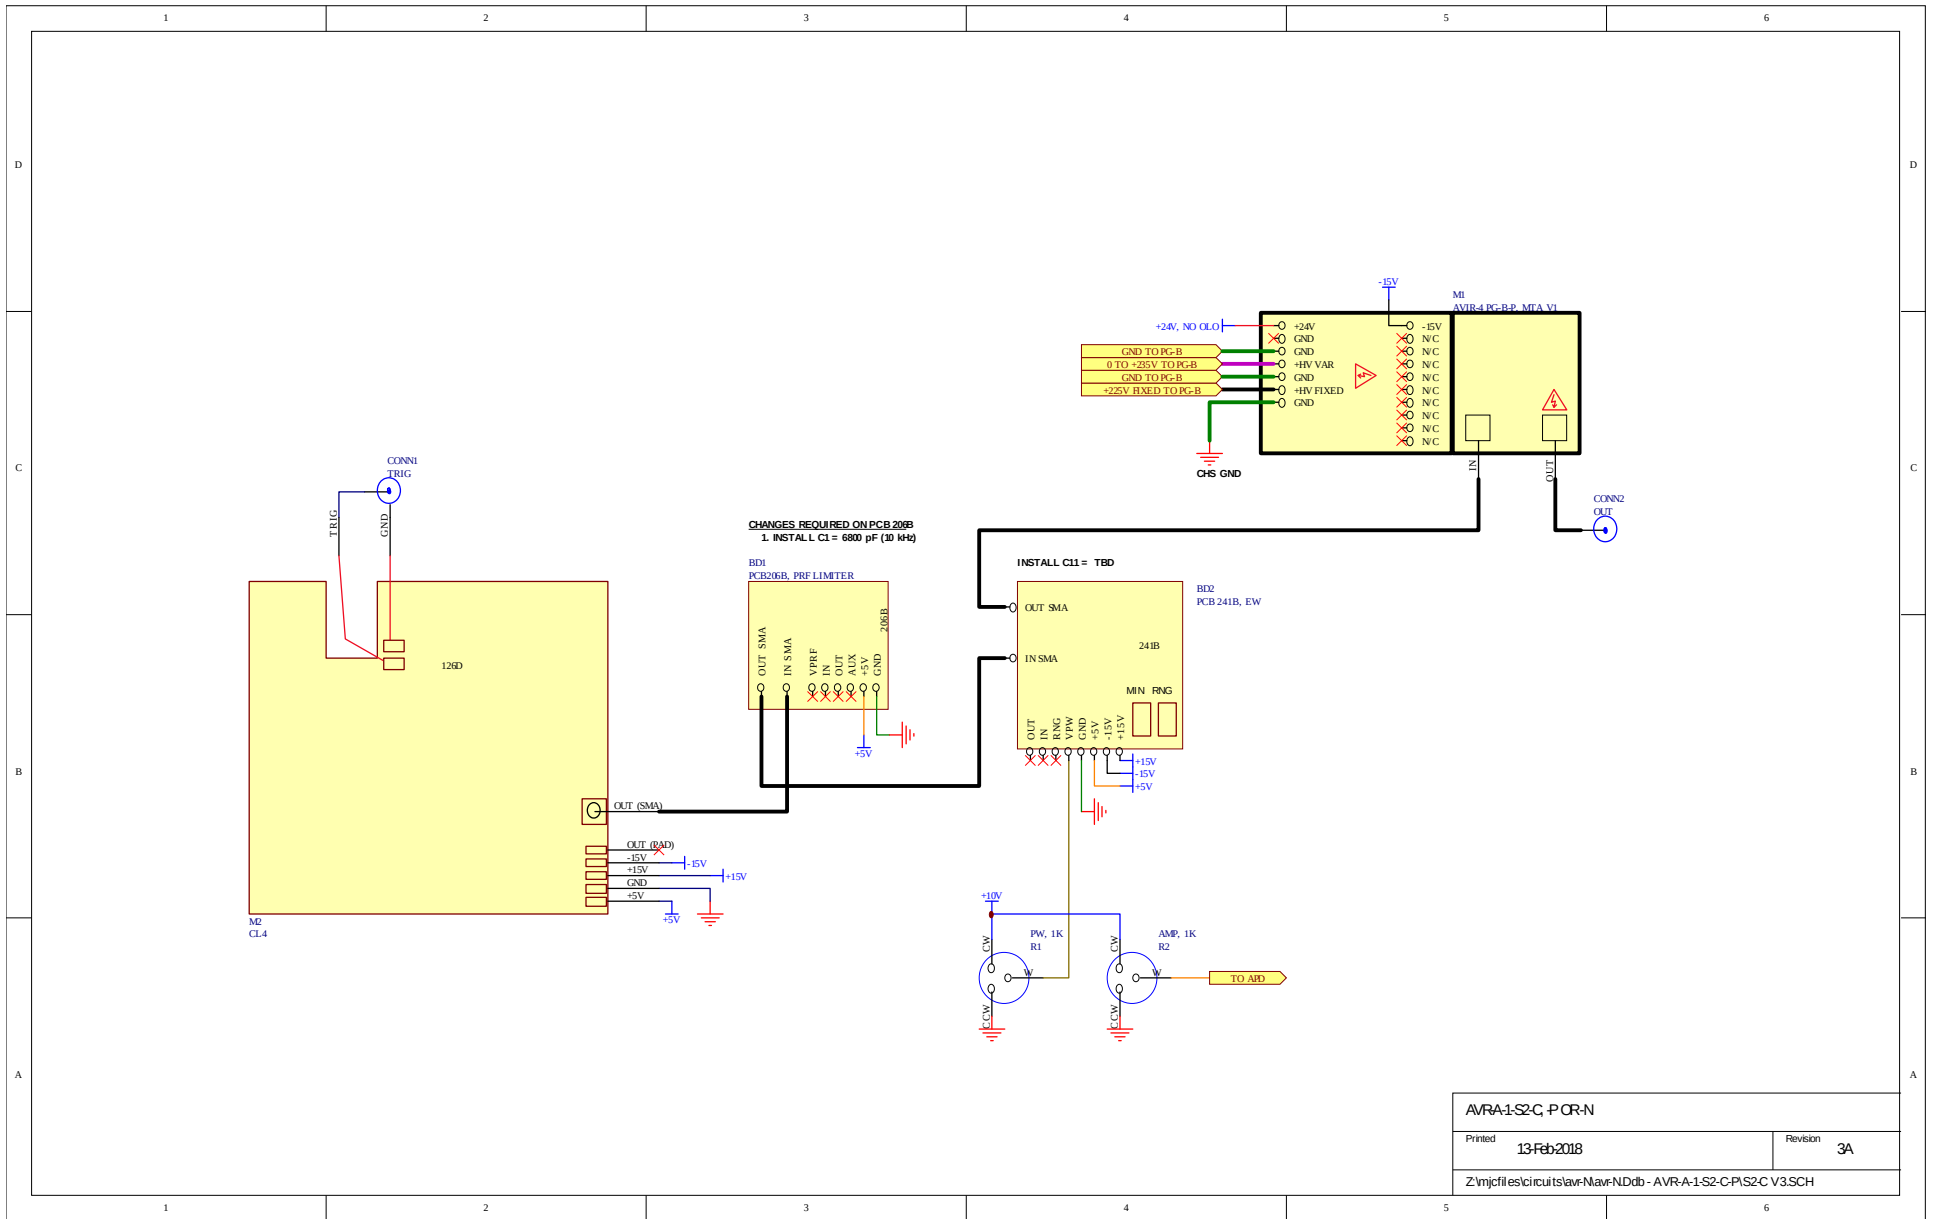 1 2 3 4 5 6
D D
-15V
M1
AVIR-4 PG-B-P, MTA V1
+24V, NO OLO
+24V
GND
GND
+HV VAR
GND
+HV FIXED
GND
-15V
N/C
N/C
N/C
N/C
N/C
N/C
N/C
N/C
N/C
GND TO PG-B
0 TO +235V TO PG-B
GND TO PG-B
+225V FIXED TO PG-B
CHS GND
IN
OUT
C C
CONN1
TRIG
TRIG
GND
CONN2
OUT
CHANGES REQUIRED ON PCB 206B
1. INSTALL C1 = 6800 pF (10 kHz)
BD1
PCB206B, PRF LIMITER
OUT SMA
IN SMA
VPRF
IN
OUT
AUX
+5V
GND
206B
+5V
INSTALL C11 = TBD
BD2
PCB 241B, EW
OUT SMA
IN SMA
241B
MIN RNG
OUT
IN
RNG
VPW
GND
+5V
-15V
+15V
+15V
-15V
+5V
126D
B B
OUT (SMA)
OUT (PAD)
-15V
+15V
GND
+5V
-15V
+15V
+5V
M2
CL4
+10V
PW, 1K
R1
CW
W
CCW
AMP, 1K
R2
CW
W
CCW
TO APD
A A
AVRA-1-S2-C, -P OR -N
Printed
13-Feb-2018
Revision
3A
Z:\mjcfiles\circuits\avr-N\avr-N.Ddb - AVR-A-1-S2-C-P\S2-C V3.SCH
1 2 3 4 5 6